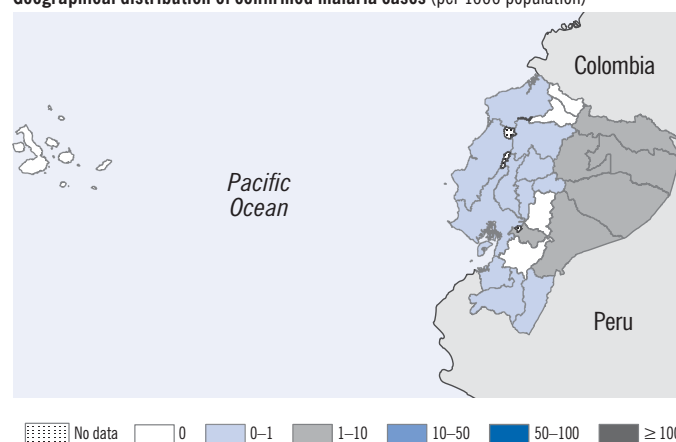 Geographical distribution of confirmed malaria cases (per 1000 population)
Colombia
Pacific
Ocean
Peru
No data 0 0–1 1–10 10–50 50–100 ≥ 100